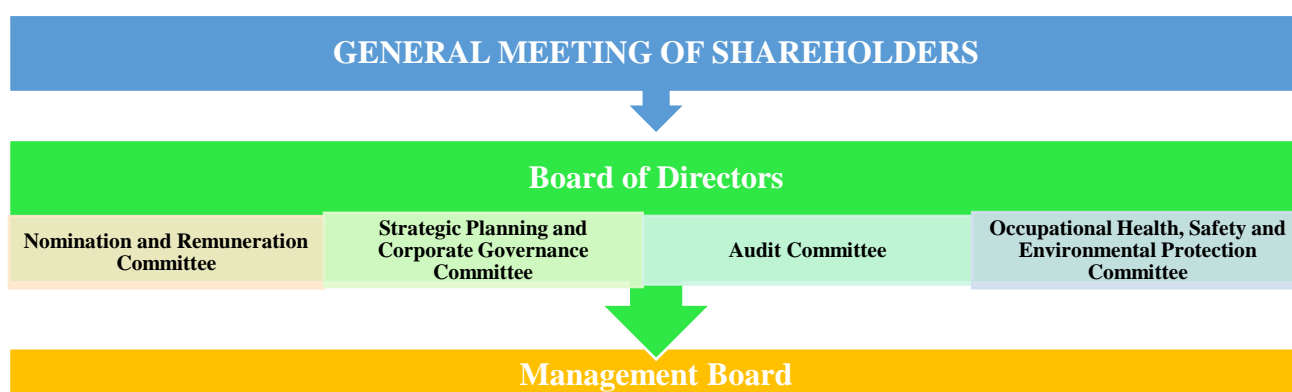 GENERAL MEETING OF SHAREHOLDERS
Board of Directors
Nomination and Remuneration
Committee
Strategic Planning and
Corporate Governance
Committee
Audit Committee
Occupational Health, Safety and
Environmental Protection
Committee
Management Board